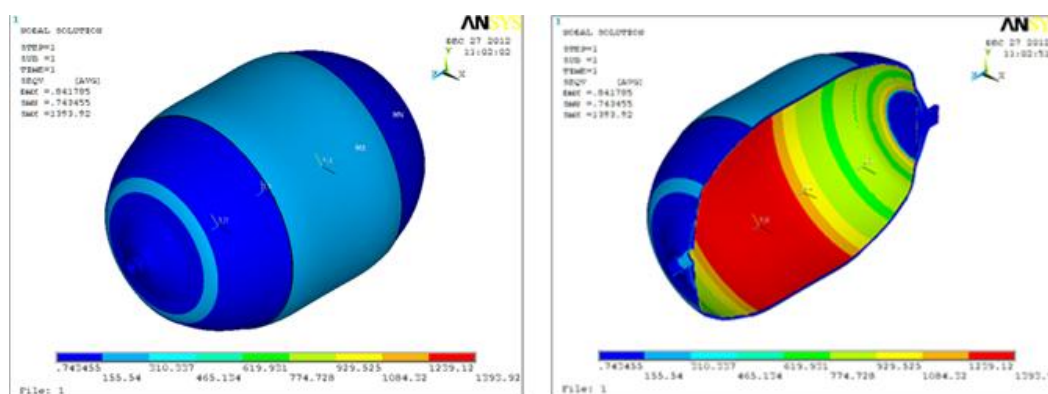 1
NODAL SOLUTION
STEP=1
SUB =1
TIME=1
SEQV (AVG)
DMX =.841785
SMN =.743455
SMX =1393.92
ANSYS
DEC 27 2012
11:02:02
Y
Z X
MN
MX
.743455 310.337 619.931 929.525 1239.12
155.54 465.134 774.728 1084.32 1393.92
File: 1
1
NODAL SOLUTION
STEP=1
SUB =1
TIME=1
SEQV (AVG)
DMX =.841785
SMN =.743455
SMX =1393.92
ANSYS
DEC 27 2012
11:02:51
Y
Z X
.743455 310.337 619.931 929.525 1239.12
155.54 465.134 774.728 1084.32 1393.9
File: 1